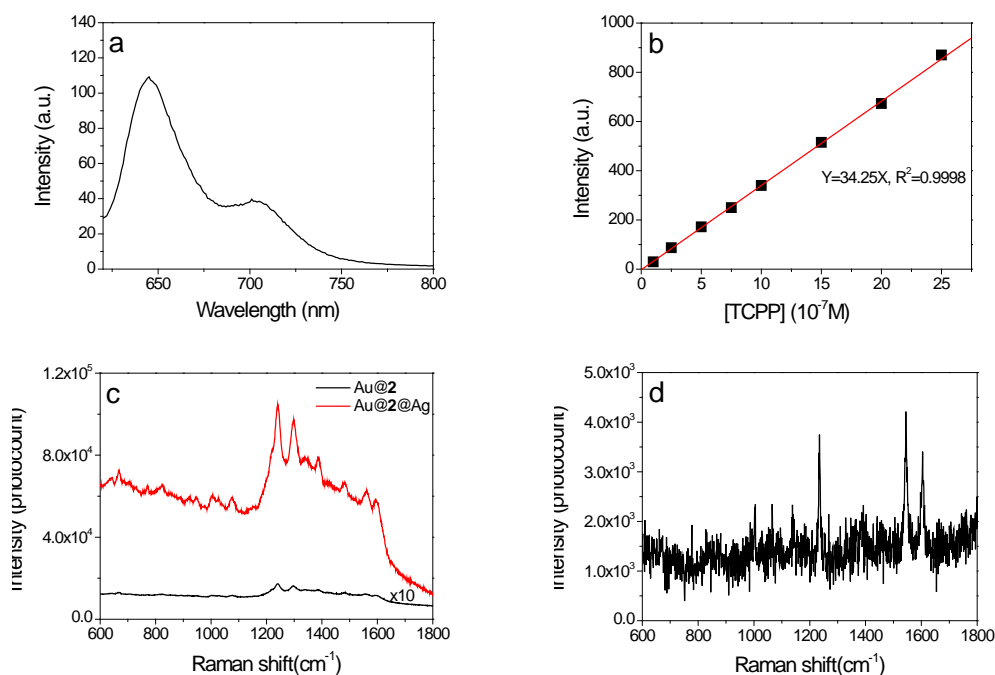 a
140
120
100
80
60
40
20
0
Intensity (a.u.)
650 700 750 800
Wavelength (nm)
b
1000
800
600
400
200
0
Intensity (a.u.)
Y=34.25X, R²=0.9998
0 5 10 15 20 25
[TCPP] (10⁻⁷M)
c
1.2x10⁵
8.0x10⁴
4.0x10⁴
0.0
Intensity (photocount)
Au@2
Au@2@Ag
x10
600 800 1000 1200 1400 1600 1800
Raman shift(cm⁻¹)
d
5.0x10³
4.0x10³
3.0x10³
2.0x10³
1.0x10³
0.0
Intensity (photocount)
600 800 1000 1200 1400 1600 1800
Raman shift(cm⁻¹)